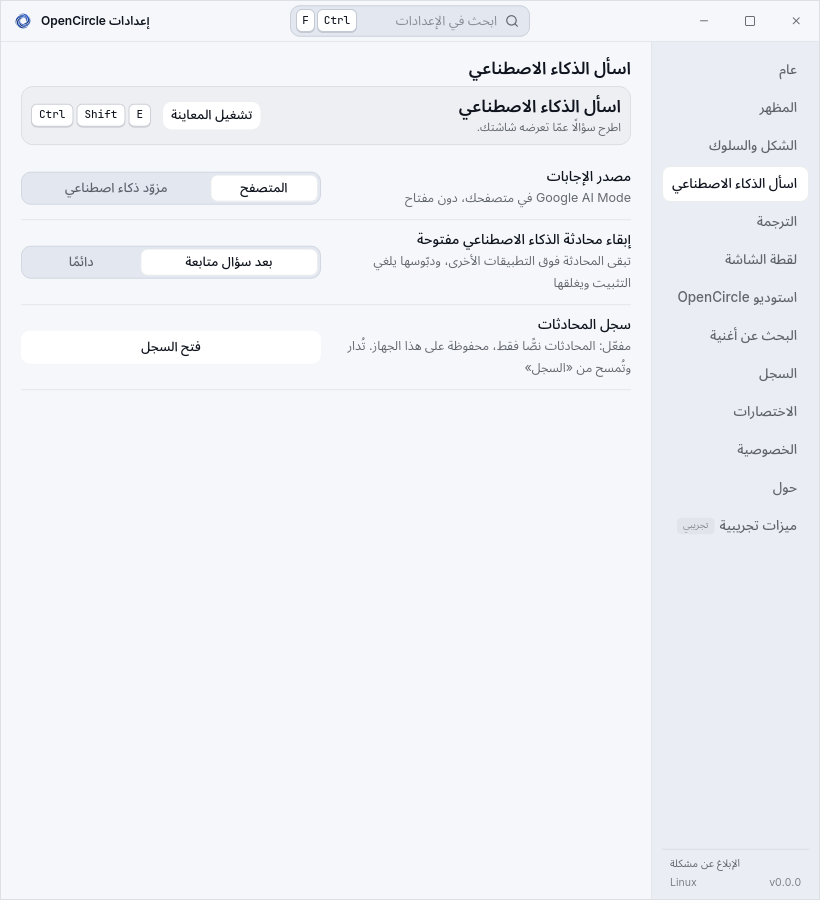 إعدادات OpenCircle
ابحث في الإعدادات
Ctrl F
عام
المظهر
الشكل والسلوك
اسأل الذكاء الاصطناعي
الترجمة
لقطة الشاشة
استوديو OpenCircle
البحث عن أغنية
السجل
الاختصارات
الخصوصية
حول
ميزات تجريبية
تجريبي
الإبلاغ عن مشكلة
Linux
v0.0.0
اسأل الذكاء الاصطناعي
اسأل الذكاء الاصطناعي
اطرح سؤالًا عمّا تعرضه شاشتك.
تشغيل المعاينة
Ctrl Shift E
مصدر الإجابات
Google AI Mode في متصفحك، دون مفتاح
المتصفح
مزوّد ذكاء اصطناعي
إبقاء محادثة الذكاء الاصطناعي مفتوحة
تبقى المحادثة فوق التطبيقات الأخرى، ودبّوسها يلغي
التثبيت ويغلقها
بعد سؤال متابعة
دائمًا
سجل المحادثات
مفعّل: المحادثات نصًّا فقط، محفوظة على هذا الجهاز. تُدار
وتُمسح من «السجل»
فتح السجل